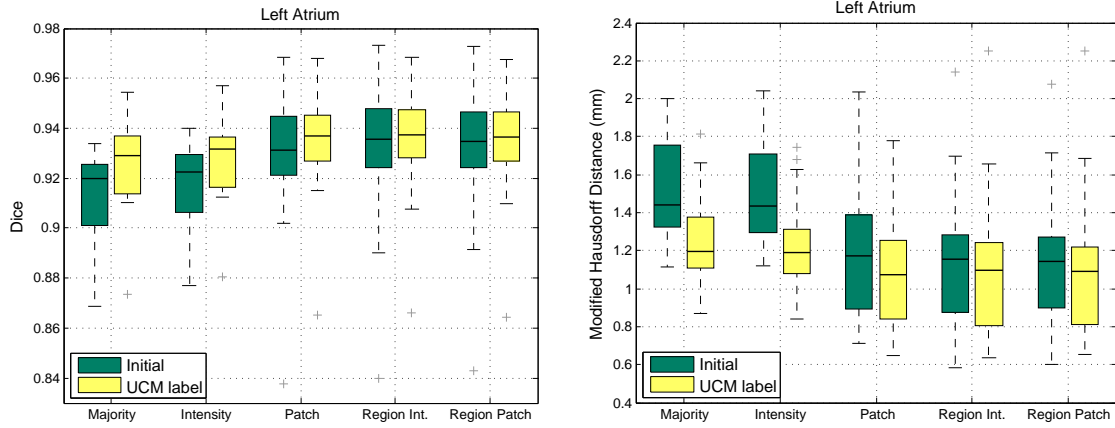 Left Atrium
0.98
0.96
0.94
0.92
0.9
0.88
0.86
0.84
Dice
Initial
UCM label
Majority Intensity Patch Region Int. Region Patch
Left Atrium
2.4
2.2
2
1.8
1.6
1.4
1.2
1
0.8
0.6
0.4
Modified Hausdorff Distance (mm)
Initial
UCM label
Majority Intensity Patch Region Int. Region Patch